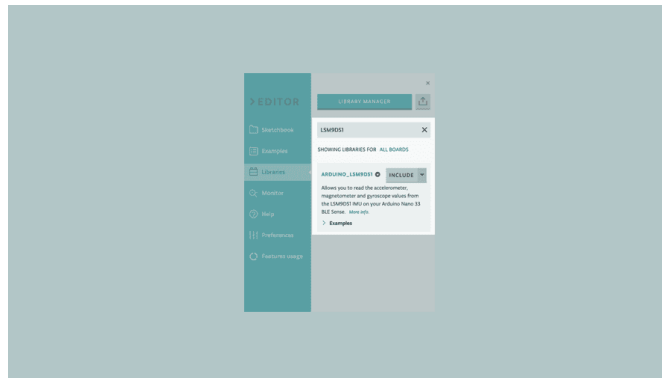 EDITOR
LIBRARY MANAGER
Sketchbook
LSM9DS1
Examples
SHOWING LIBRARIES FOR ALL BOARDS
Libraries
ARDUINO_LSM9DS1
INCLUDE
Allows you to read the accelerometer,
magnetometer and gyroscope values from
the LSM9DS1 IMU on your Arduino Nano 33
BLE Sense. More info
> Examples
Monitor
Help
Preferences
Features usage